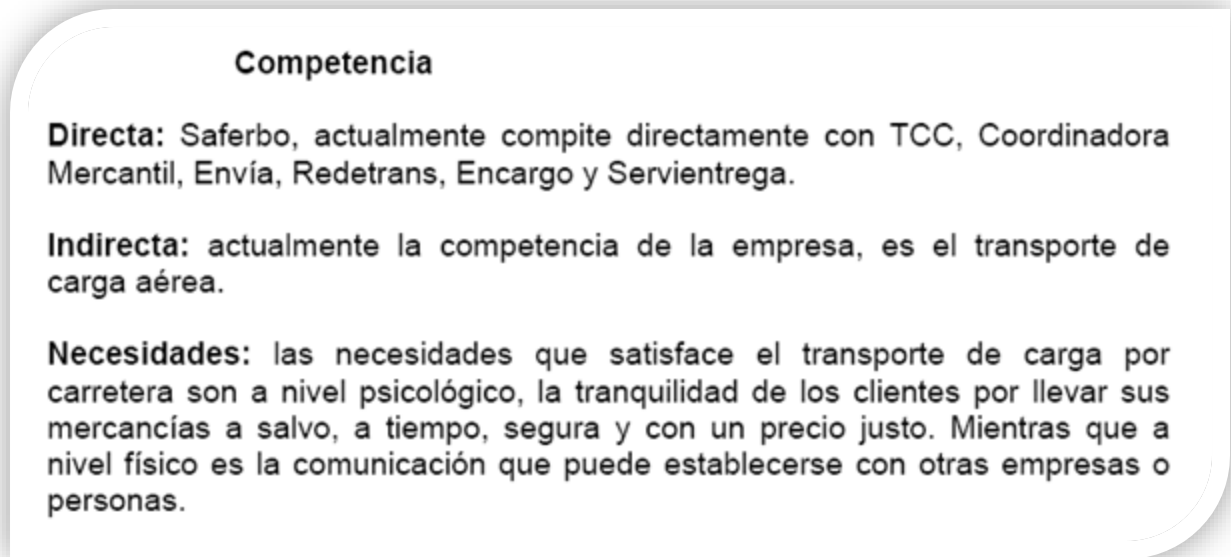 Competencia
Directa: Saferbo, actualmente compite directamente con TCC, Coordinadora
Mercantil, Envía, Redetrans, Encargo y Servientrega.
Indirecta: actualmente la competencia de la empresa, es el transporte de
carga aérea.
Necesidades: las necesidades que satisface el transporte de carga por
carretera son a nivel psicológico, la tranquilidad de los clientes por llevar sus
mercancías a salvo, a tiempo, segura y con un precio justo. Mientras que a
nivel físico es la comunicación que puede establecerse con otras empresas o
personas.